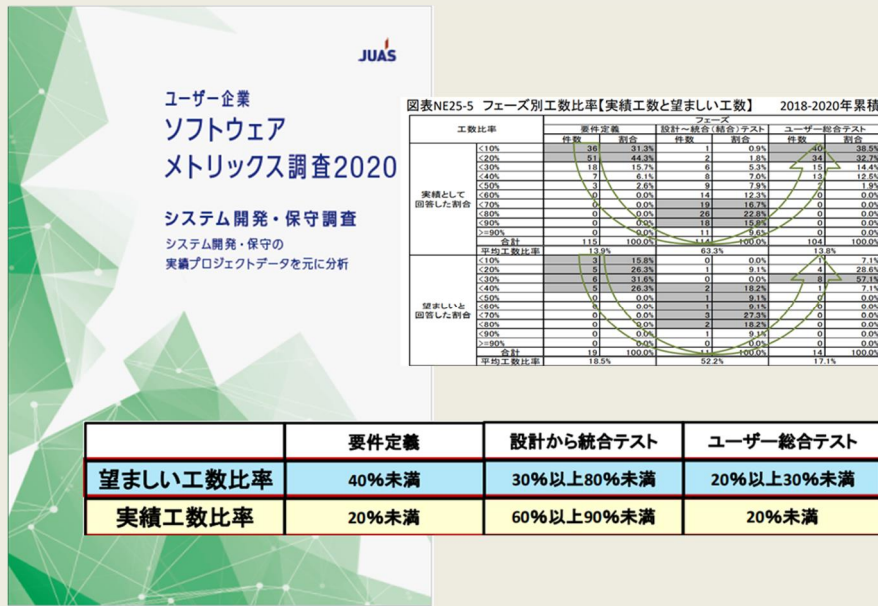 JUAS
ユーザー企業
ソフトウェア
メトリックス調査2020
システム開発・保守調査
システム開発・保守の
実績プロジェクトデータを元に分析
図表NE25-5 フェーズ別工数比率【実績工数と望ましい工数】 2018-2020年累積
工数比率 フェーズ
要件定義 設計～統合(結合)テスト ユーザー総合テスト
件数 割合 件数 割合 件数 割合
実績として
回答した割合
<10% 36 31.3% 1 0.9% 40 38.5%
<20% 51 44.3% 2 1.8% 34 32.7%
<30% 18 15.7% 6 5.3% 15 14.4%
<40% 7 6.1% 8 7.0% 13 12.5%
<50% 3 2.6% 9 7.9% 2 1.9%
<60% 0 0.0% 14 12.3% 0 0.0%
<70% 0 0.0% 19 16.7% 0 0.0%
<80% 0 0.0% 26 22.8% 0 0.0%
<90% 0 0.0% 18 15.8% 0 0.0%
>=90% 0 0.0% 11 9.6% 0 0.0%
合計 115 100.0% 114 100.0% 104 100.0%
平均工数比率 13.9% 63.3% 13.8%
望ましいと
回答した割合
<10% 3 15.8% 0 0.0% 1 7.1%
<20% 5 26.3% 1 9.1% 4 28.6%
<30% 6 31.6% 0 0.0% 8 57.1%
<40% 5 26.3% 2 18.2% 1 7.1%
<50% 0 0.0% 1 9.1% 0 0.0%
<60% 0 0.0% 1 9.1% 0 0.0%
<70% 0 0.0% 3 27.3% 0 0.0%
<80% 0 0.0% 2 18.2% 0 0.0%
<90% 0 0.0% 1 9.1% 0 0.0%
>=90% 0 0.0% 0 0.0% 0 0.0%
合計 19 100.0% 11 100.0% 14 100.0%
平均工数比率 18.5% 52.2% 17.1%
要件定義 設計から統合テスト ユーザー総合テスト
望ましい工数比率 40%未満 30%以上80%未満 20%以上30%未満
実績工数比率 20%未満 60%以上90%未満 20%未満